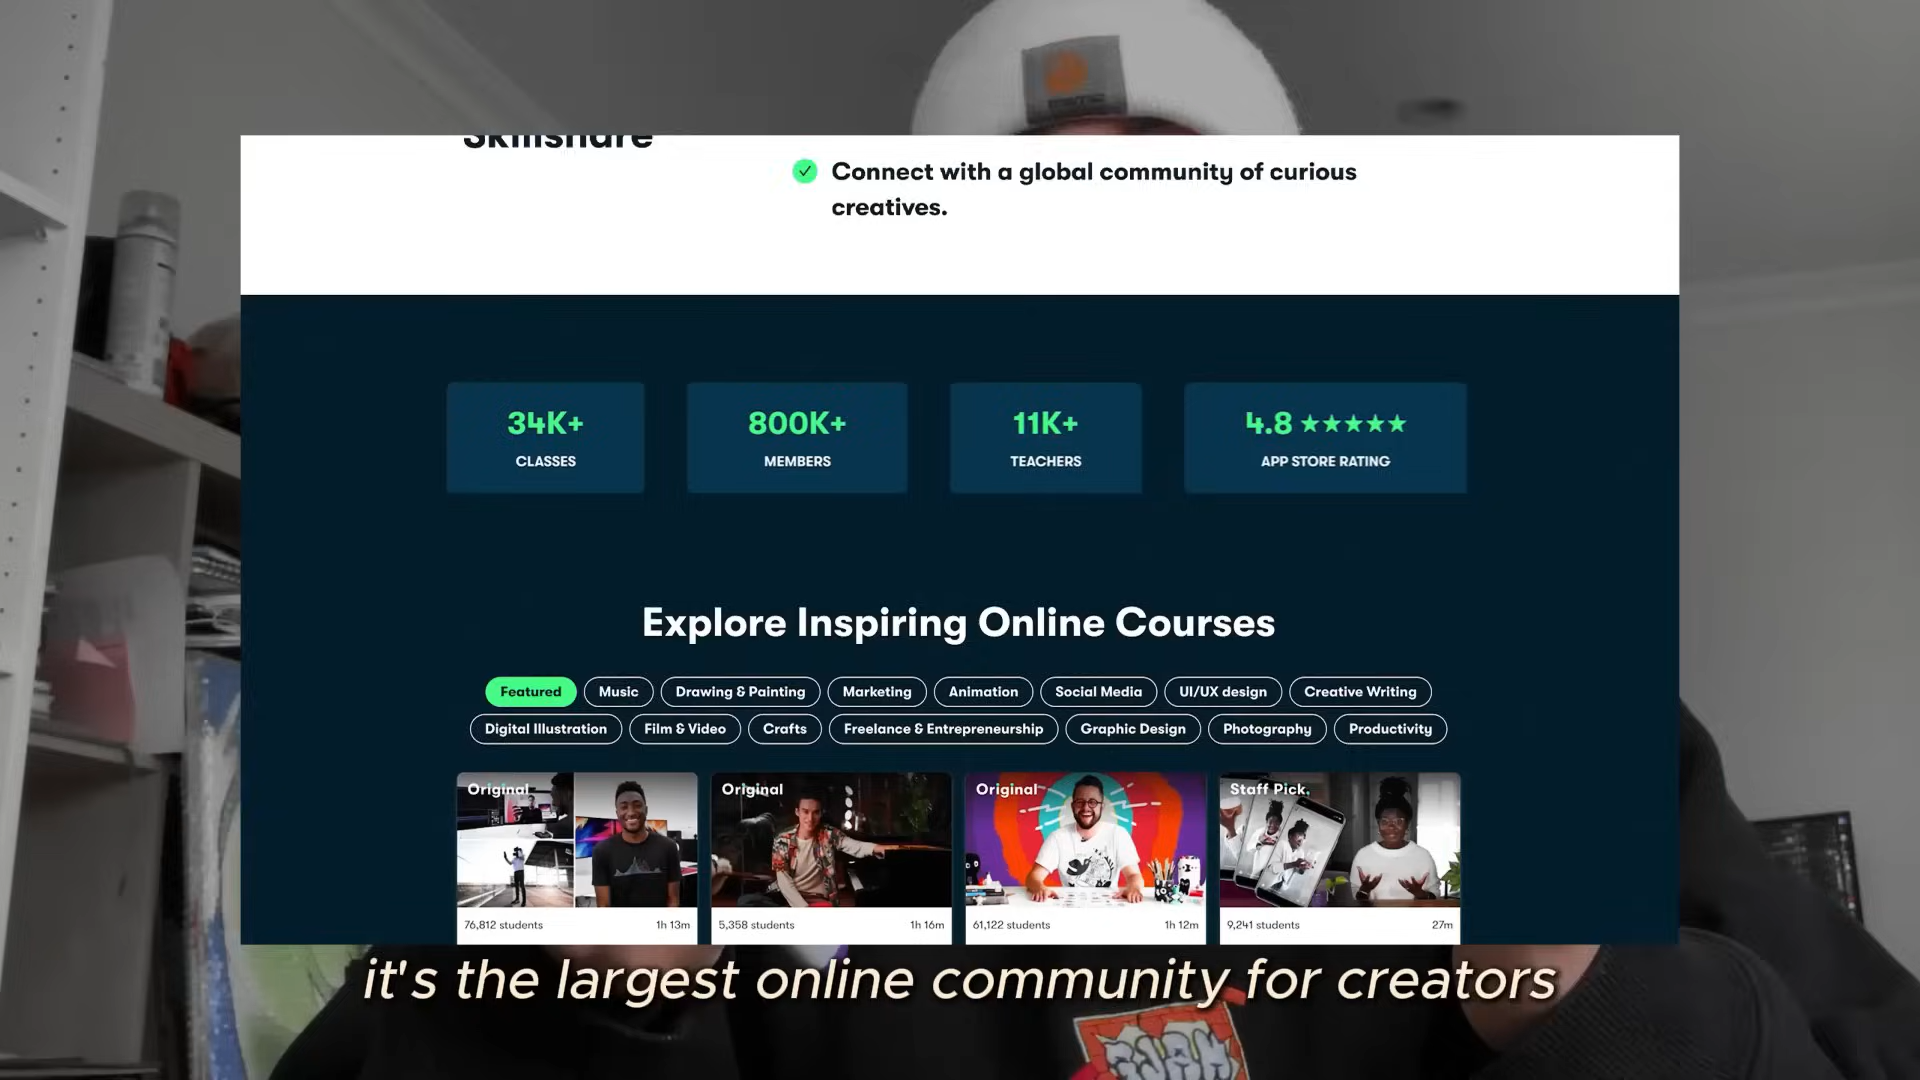 Skillshare
Connect with a global community of curious
creatives.
34K+
CLASSES
800K+
MEMBERS
11K+
TEACHERS
4.8 ★★★★★
APP STORE RATING
Explore Inspiring Online Courses
Featured Music Drawing & Painting Marketing Animation Social Media UI/UX design Creative Writing
Digital Illustration Film & Video Crafts Freelance & Entrepreneurship Graphic Design Photography Productivity
Original Original Original Staff Pick.
76,812 students 1h 13m 5,358 students 1h 16m 61,122 students 1h 12m 9,241 students 27m
it's the largest online community for creators